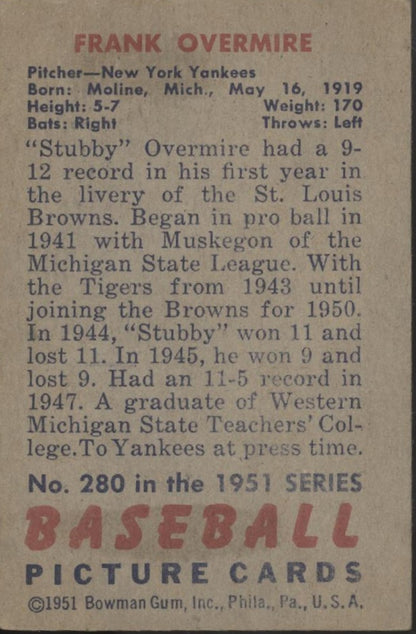 FRANK OVERMIRE
Pitcher—New York Yankees
Born: Moline, Mich., May 16, 1919
Height: 5-7 Weight: 170
Bats: Right Throws: Left
"Stubby" Overmire had a 9-
12 record in his first year in
the livery of the St. Louis
Browns. Began in pro ball in
1941 with Muskegon of the
Michigan State League. With
the Tigers from 1943 until
joining the Browns for 1950.
In 1944, "Stubby" won 11 and
lost 11. In 1945, he won 9 and
lost 9. Had an 11-5 record in
1947. A graduate of Western
Michigan State Teachers' Col-
lege.To Yankees at press time.
No. 280 in the 1951 SERIES
BASEBALL
PICTURE CARDS
©1951 Bowman Gum, Inc., Phila., Pa., U.S.A.